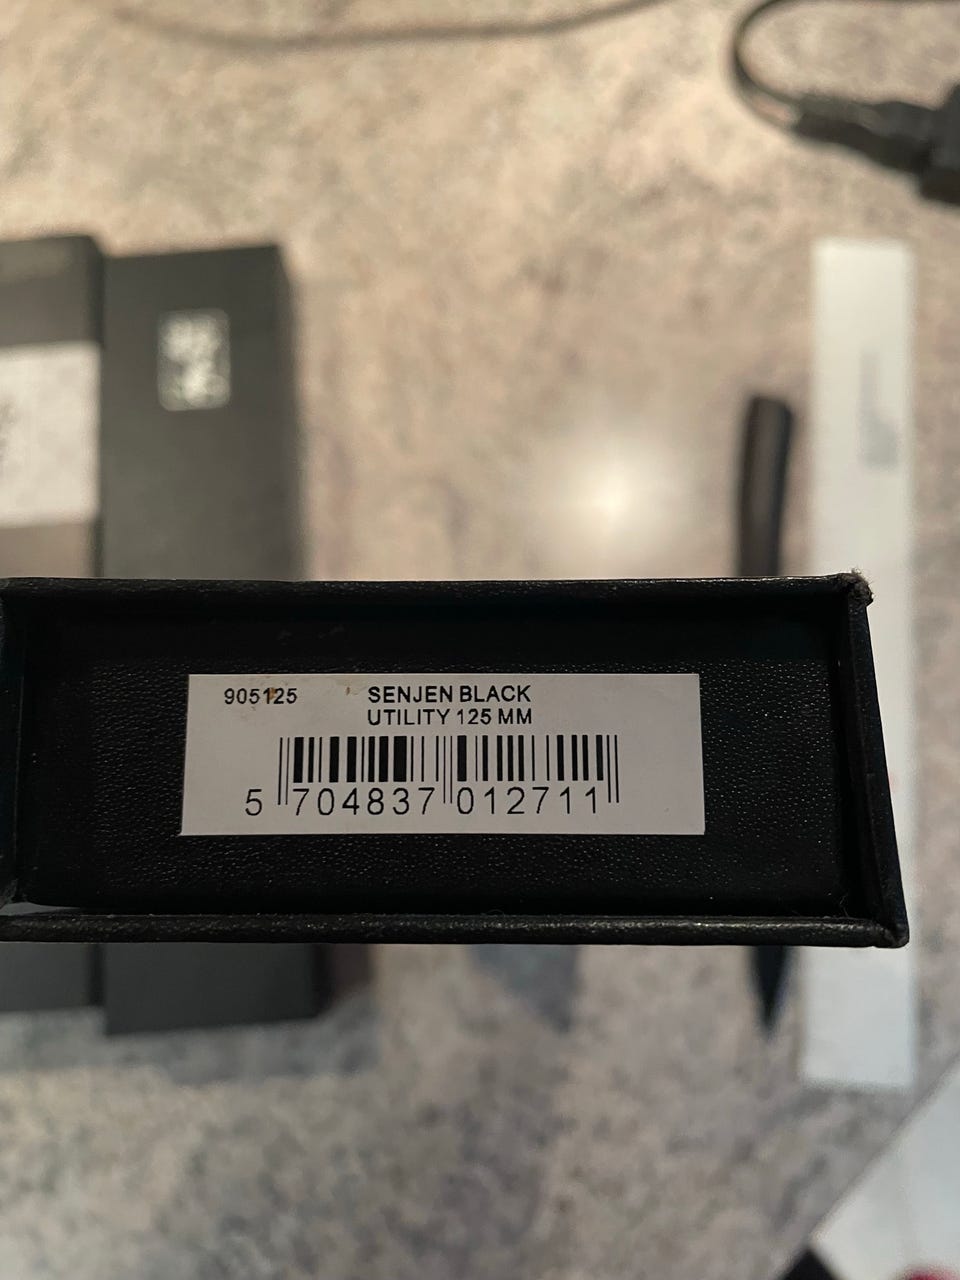 905125 SENJEN BLACK
UTILITY 125 MM
5 704837 012711